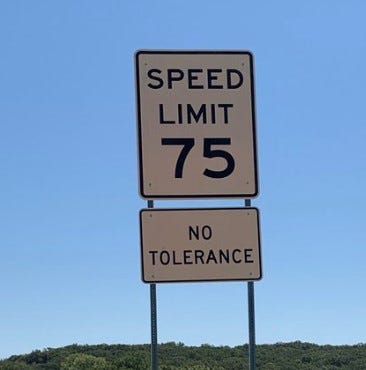 SPEED
LIMIT
75
NO
TOLERANCE